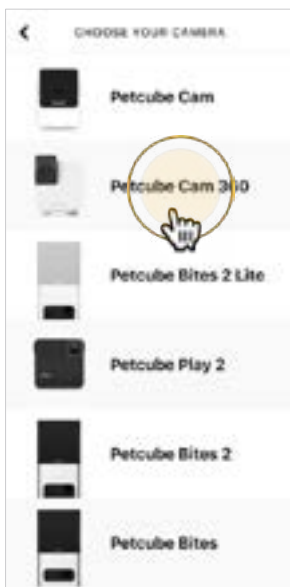 CHOOSE YOUR CAMERA
Petcube Cam
Petcube Cam 360
Petcube Bites 2 Lite
Petcube Play 2
Petcube Bites 2
Petcube Bites